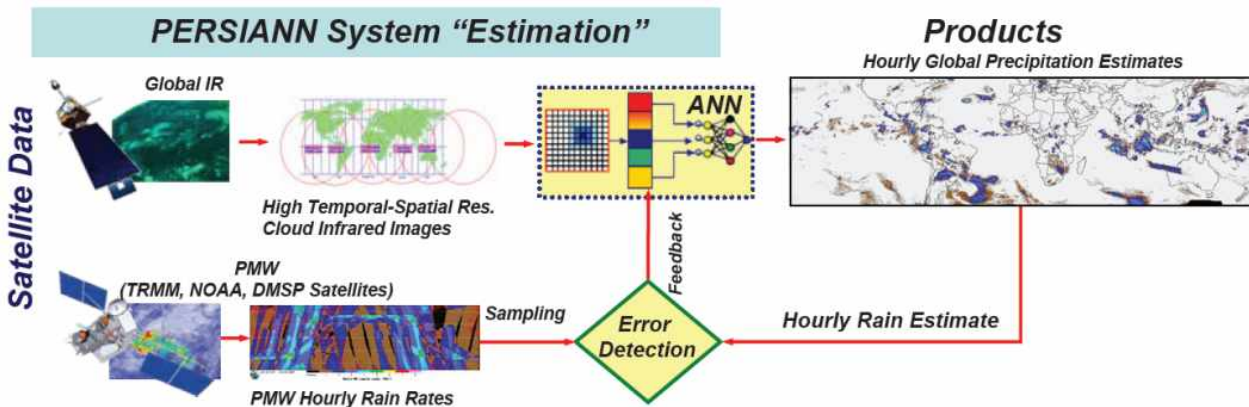 PERSIANN System “Estimation”
Products
Hourly Global Precipitation Estimates
Satellite Data
Global IR
ANN
High Temporal-Spatial Res.
Cloud Infrared Images
Feedback
PMW
(TRMM, NOAA, DMSP Satellites)
Sampling
Error
Detection
Hourly Rain Estimate
PMW Hourly Rain Rates